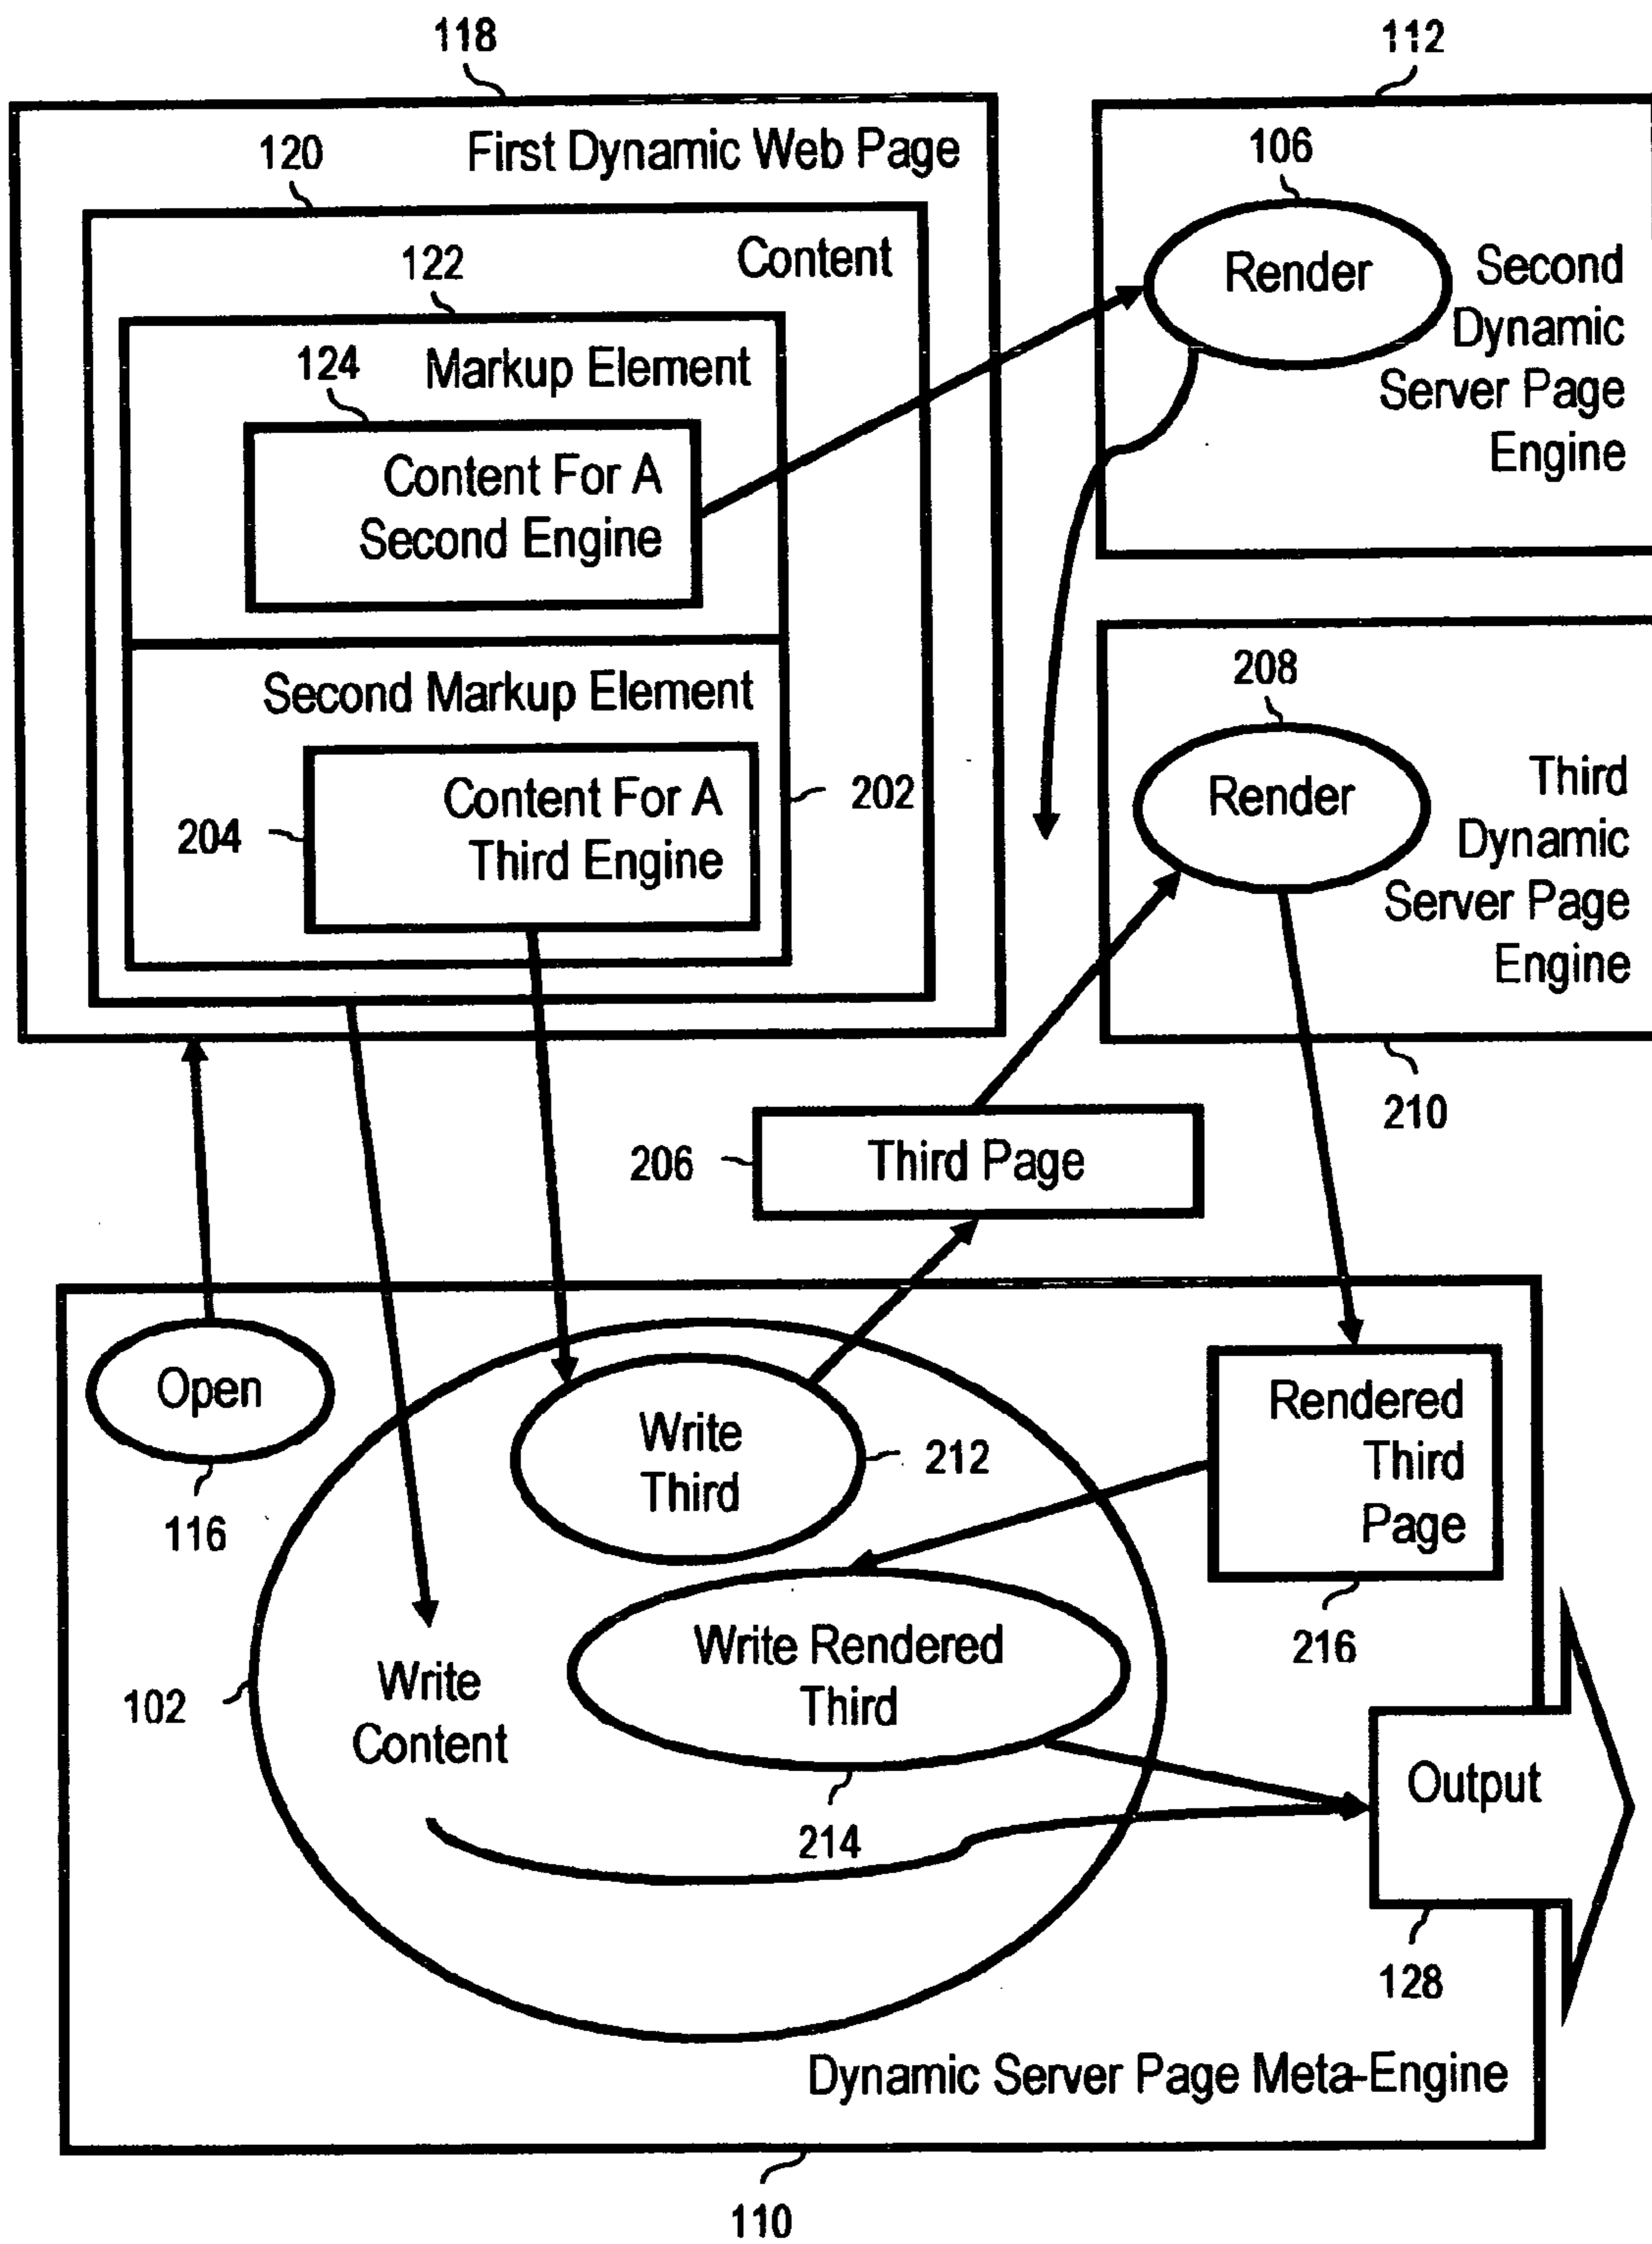 118
112
First Dynamic Web Page
120
106
Content
122
Render
Second
Dynamic
Server Page
Engine
Markup Element
124
Content For A
Second Engine
Second Markup Element
208
Content For A
Third Engine
202
204
Render
Third
Dynamic
Server Page
Engine
210
206
Third Page
Open
116
Write
Third
212
Rendered
Third
Page
216
Write Rendered
Third
214
102
Write
Content
Output
128
Dynamic Server Page Meta-Engine
110